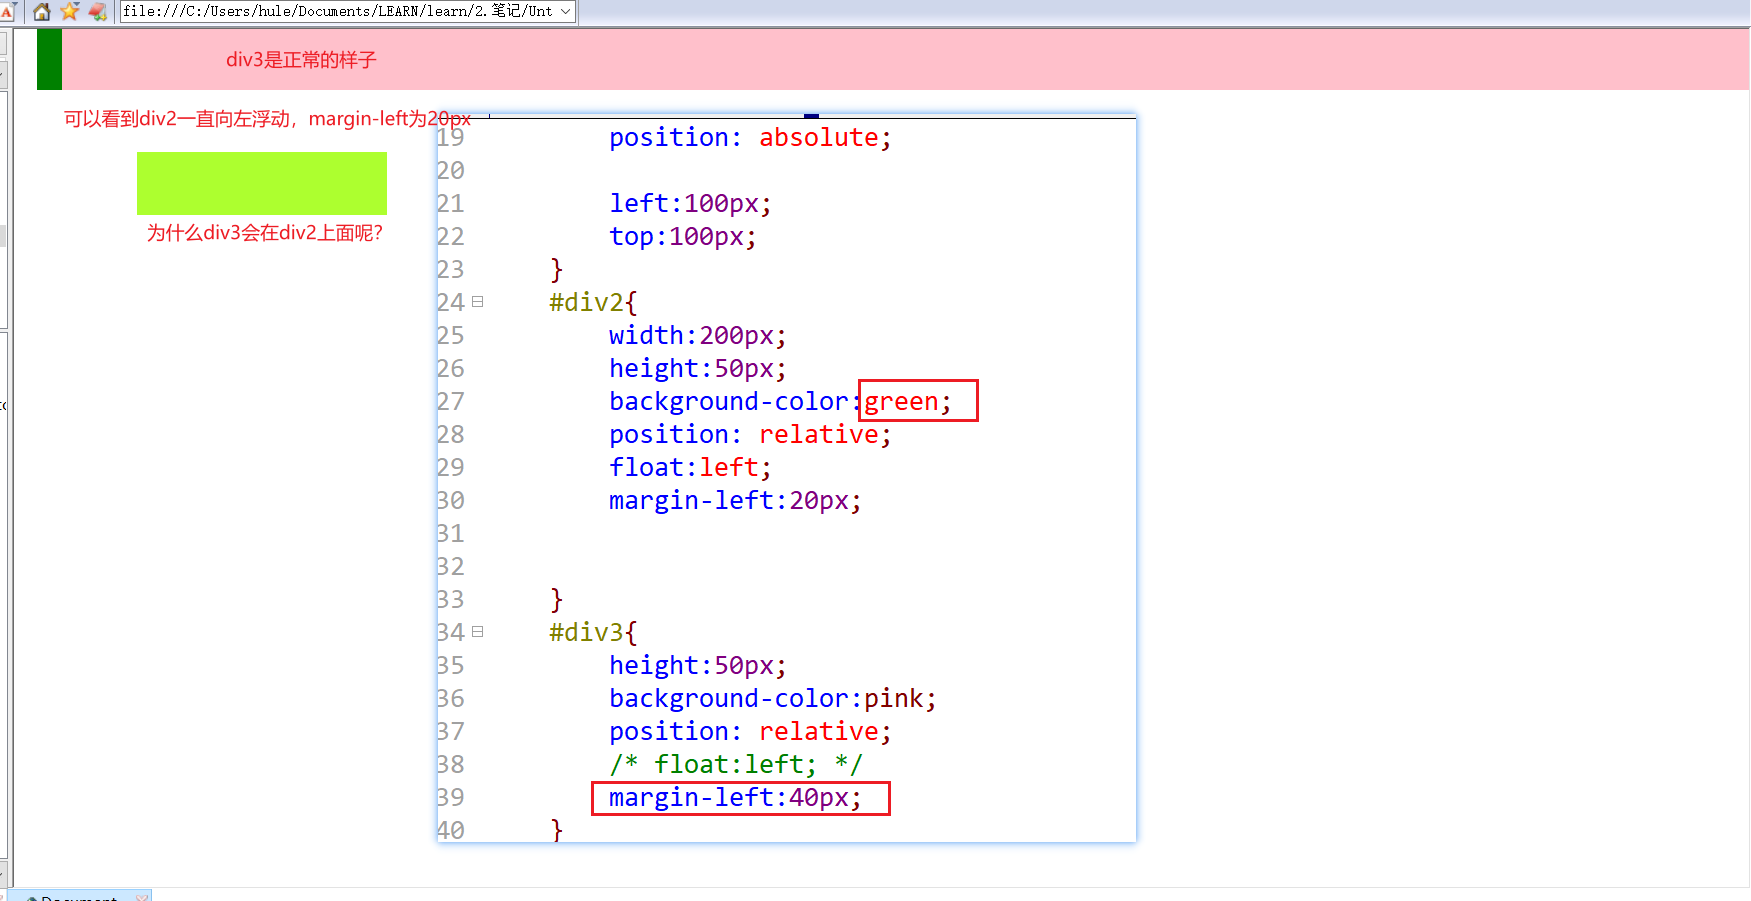 file:///C:/Users/hule/Documents/LEARN/learn/2.笔记/Unt
div3是正常的样子
可以看到div2一直向左浮动，margin-left为20px
为什么div3会在div2上面呢?
19 position: absolute;
20
21 left:100px;
22 top:100px;
23 }
24 #div2{
25 width:200px;
26 height:50px;
27 background-color:green;
28 position: relative;
29 float:left;
30 margin-left:20px;
31
32
33 }
34 #div3{
35 height:50px;
36 background-color:pink;
37 position: relative;
38 /* float:left; */
39 margin-left:40px;
40 }
Document